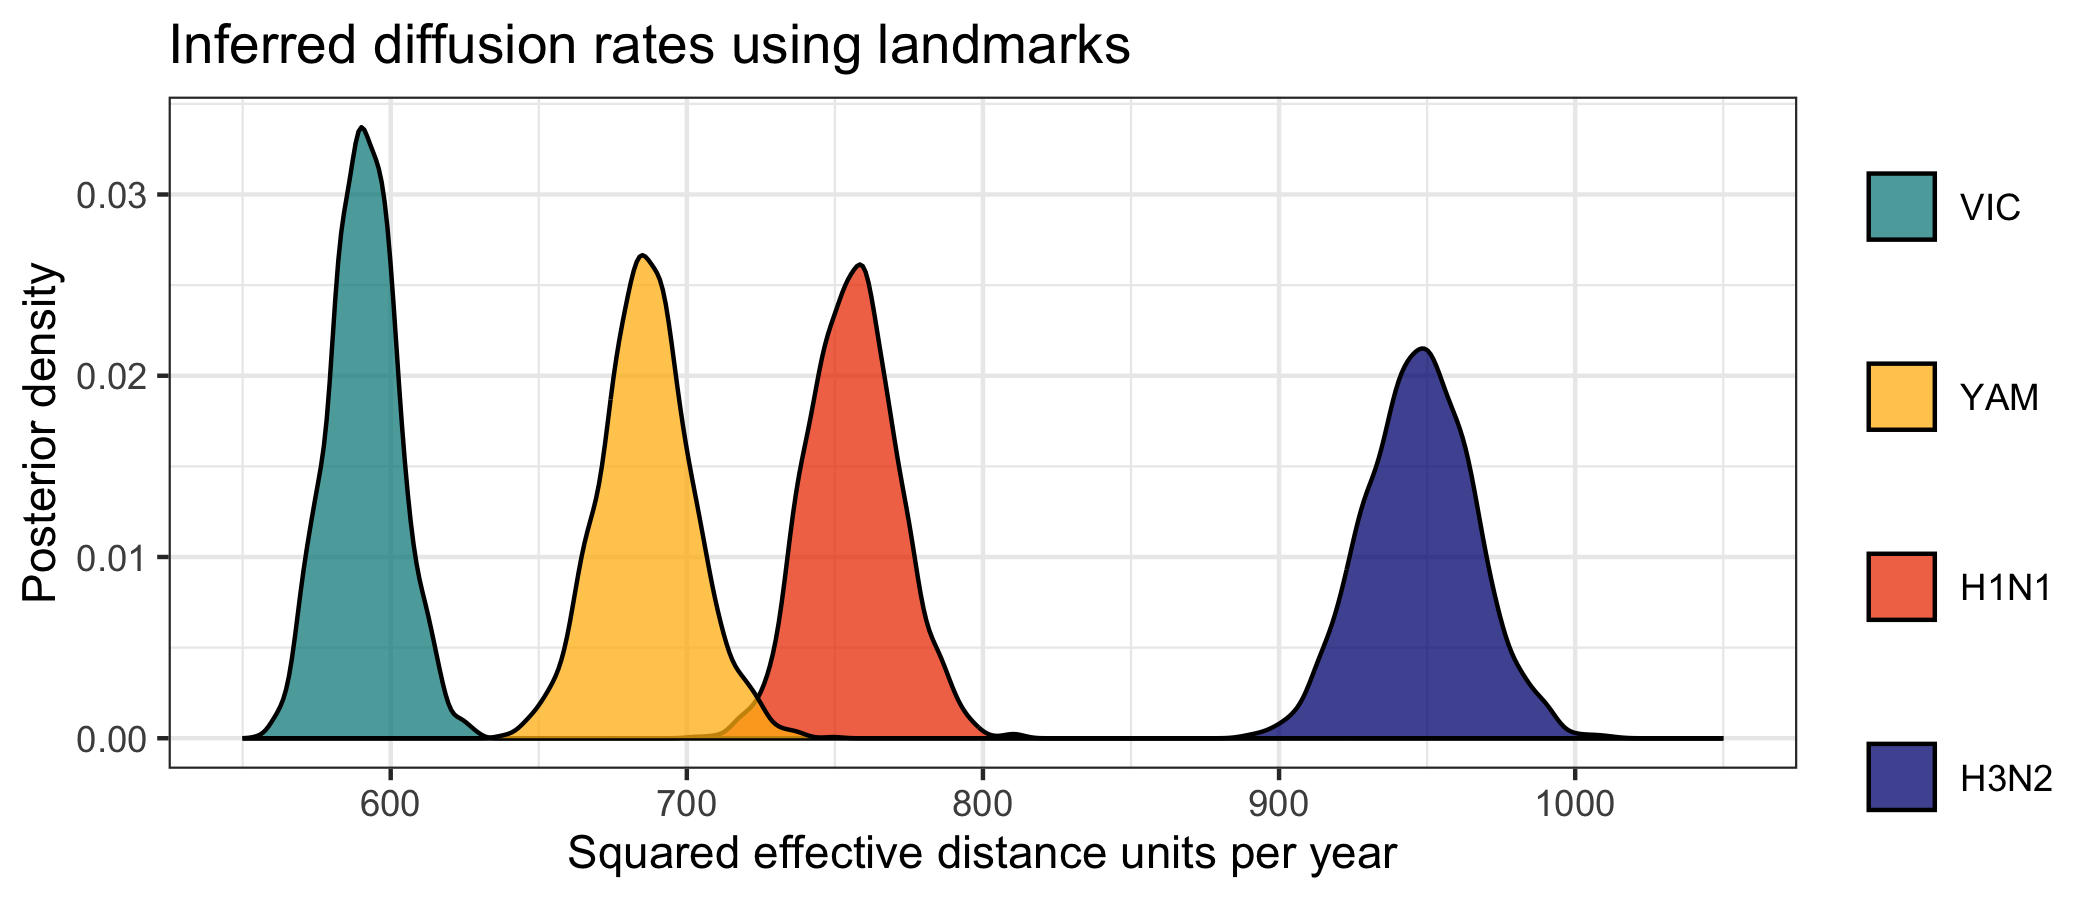 Inferred diffusion rates using landmarks
Posterior density
0.03
0.02
0.01
0.00
600 700 800 900 1000
Squared effective distance units per year
VIC
YAM
H1N1
H3N2